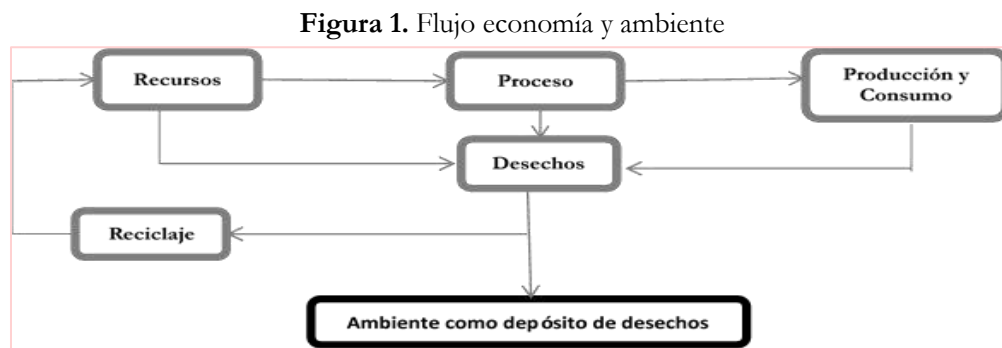 Figura 1. Flujo economía y ambiente
Recursos
Proceso
Producción y
Consumo
Desechos
Reciclaje
Ambiente como depósito de desechos